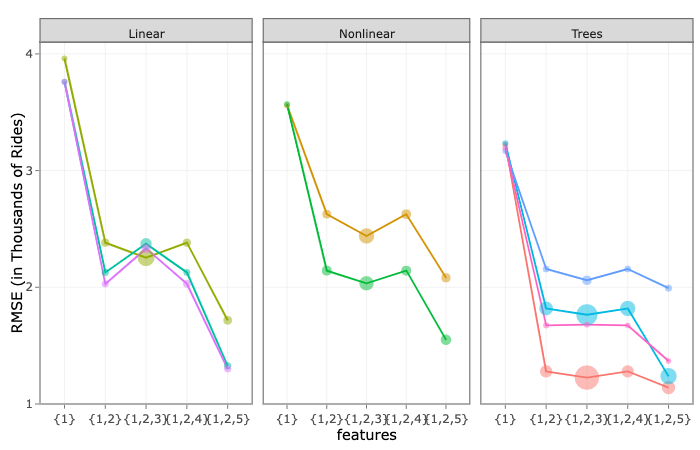 Linear
Nonlinear
Trees
RMSE (in Thousands of Rides)
4
3
2
1
{1} {1,2} {1,2,3} {1,2,4} {1,2,5}
{1} {1,2} {1,2,3} {1,2,4} {1,2,5}
{1} {1,2} {1,2,3} {1,2,4} {1,2,5}
features